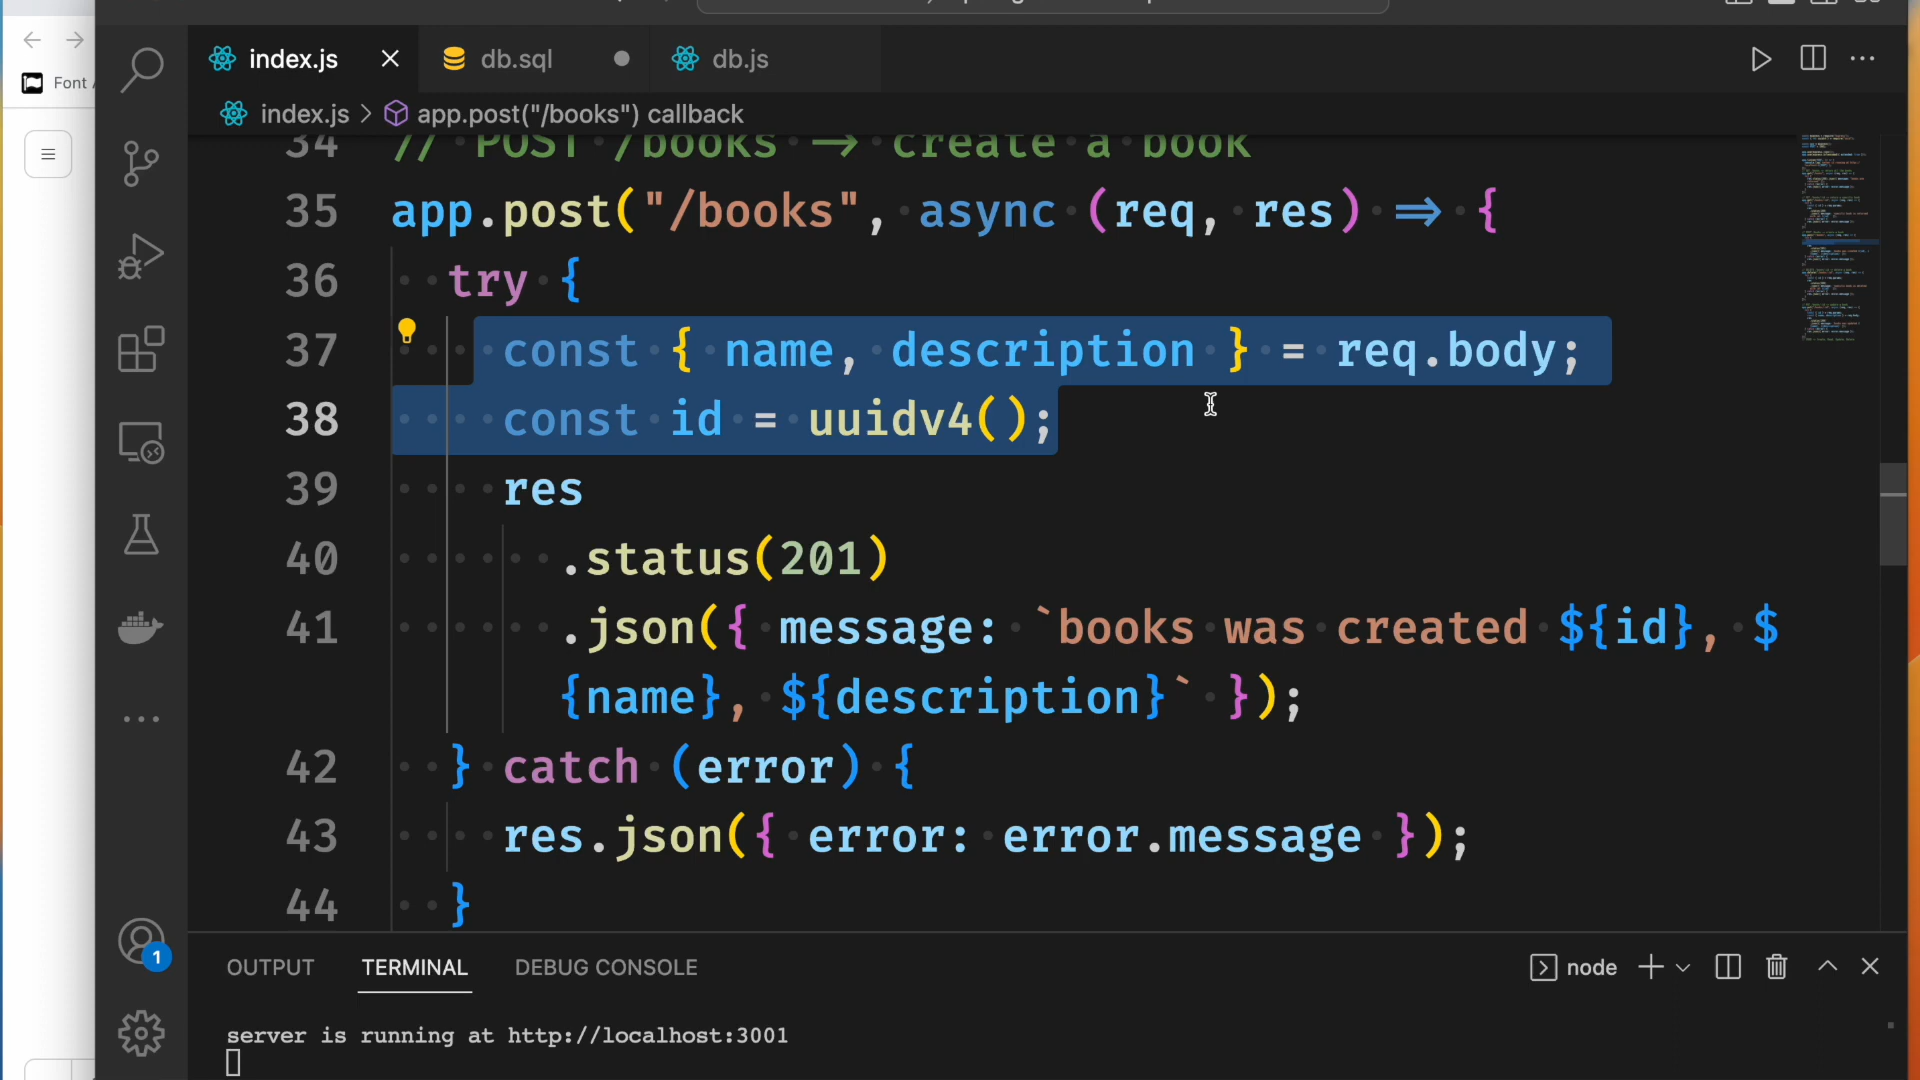 Font
index.js
db.sql
db.js
index.js > app.post("/books") callback
34 // POST /books → create a book
35 app.post("/books", async (req, res) => {
36 try {
37 const { name, description } = req.body;
38 const id = uuidv4();
39 res
40 .status(201)
41 .json({ message: `books was created ${id}, $
{name}, ${description}` });
42 } catch (error) {
43 res.json({ error: error.message });
44 }
1
OUTPUT
TERMINAL
DEBUG CONSOLE
node
server is running at http://localhost:3001